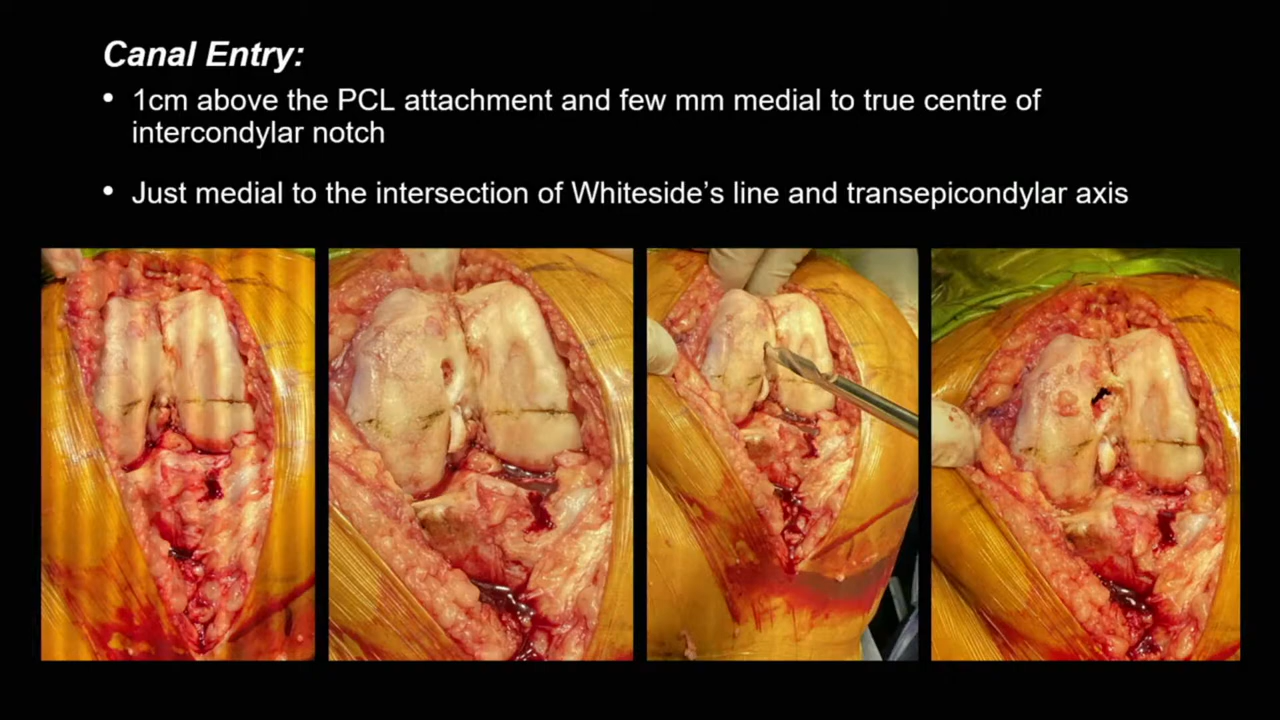 Canal Entry:
• 1cm above the PCL attachment and few mm medial to true centre of
intercondylar notch
• Just medial to the intersection of Whiteside’s line and transepicondylar axis